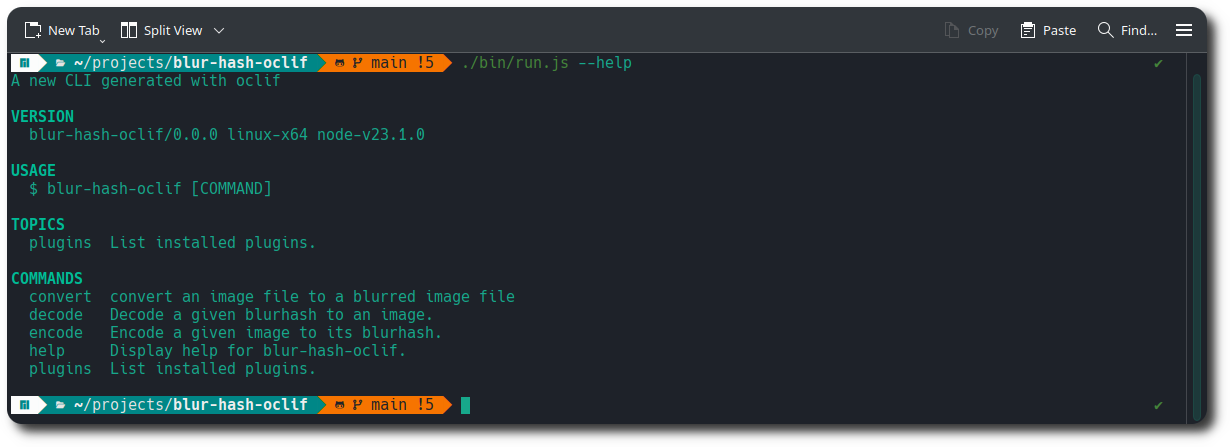 New Tab Split View Copy Paste Find...
~/projects/blur-hash-oclif main !5 ./bin/run.js --help ✔
A new CLI generated with oclif
VERSION
blur-hash-oclif/0.0.0 linux-x64 node-v23.1.0
USAGE
$ blur-hash-oclif [COMMAND]
TOPICS
plugins List installed plugins.
COMMANDS
convert convert an image file to a blurred image file
decode Decode a given blurhash to an image.
encode Encode a given image to its blurhash.
help Display help for blur-hash-oclif.
plugins List installed plugins.
~/projects/blur-hash-oclif main !5 ✔